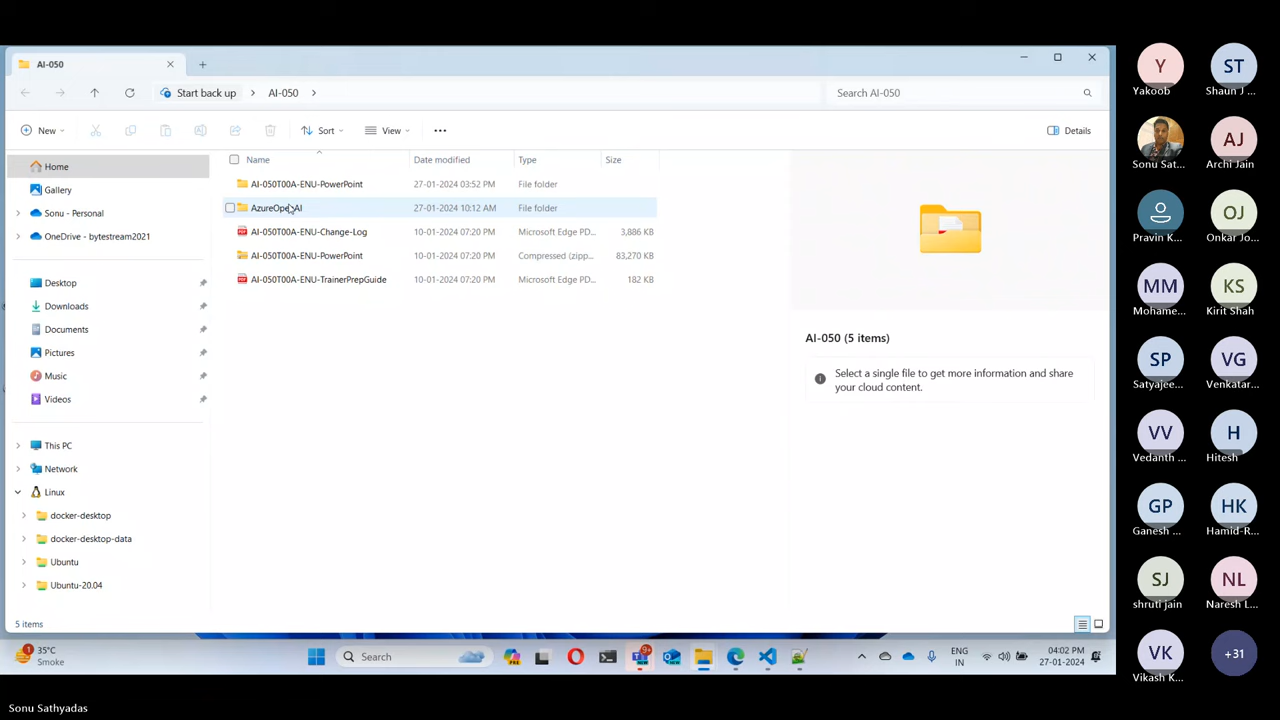 AI-050
Start back up
AI-050
Search AI-050
New
Sort
View
Details
Home
Gallery
Sonu - Personal
OneDrive - bytestream2021
Desktop
Downloads
Documents
Pictures
Music
Videos
This PC
Network
Linux
docker-desktop
docker-desktop-data
Ubuntu
Ubuntu-20.04
Name Date modified Type Size
AI-050T00A-ENU-PowerPoint 27-01-2024 03:52 PM File folder
AzureOpenAI 27-01-2024 10:12 AM File folder
AI-050T00A-ENU-Change-Log 10-01-2024 07:20 PM Microsoft Edge PD... 3,886 KB
AI-050T00A-ENU-PowerPoint 10-01-2024 07:20 PM Compressed (zipp... 83,270 KB
AI-050T00A-ENU-TrainerPrepGuide 10-01-2024 07:20 PM Microsoft Edge PD... 182 KB
AI-050 (5 items)
Select a single file to get more information and share
your cloud content.
5 items
35°C
Smoke
Search
9+
ENG
IN
04:02 PM
27-01-2024
Y
Yakoob
ST
Shaun J ...
Sonu Sat...
AJ
Archi Jain
Pravin K...
OJ
Onkar Jo...
MM
Mohame...
KS
Kirit Shah
SP
Satyajee...
VG
Venkatar...
VV
Vedanth ...
H
Hitesh
GP
Ganesh ...
HK
Hamid-R...
SJ
shruti jain
NL
Naresh L...
VK
Vikash K...
+31
Sonu Sathyadas